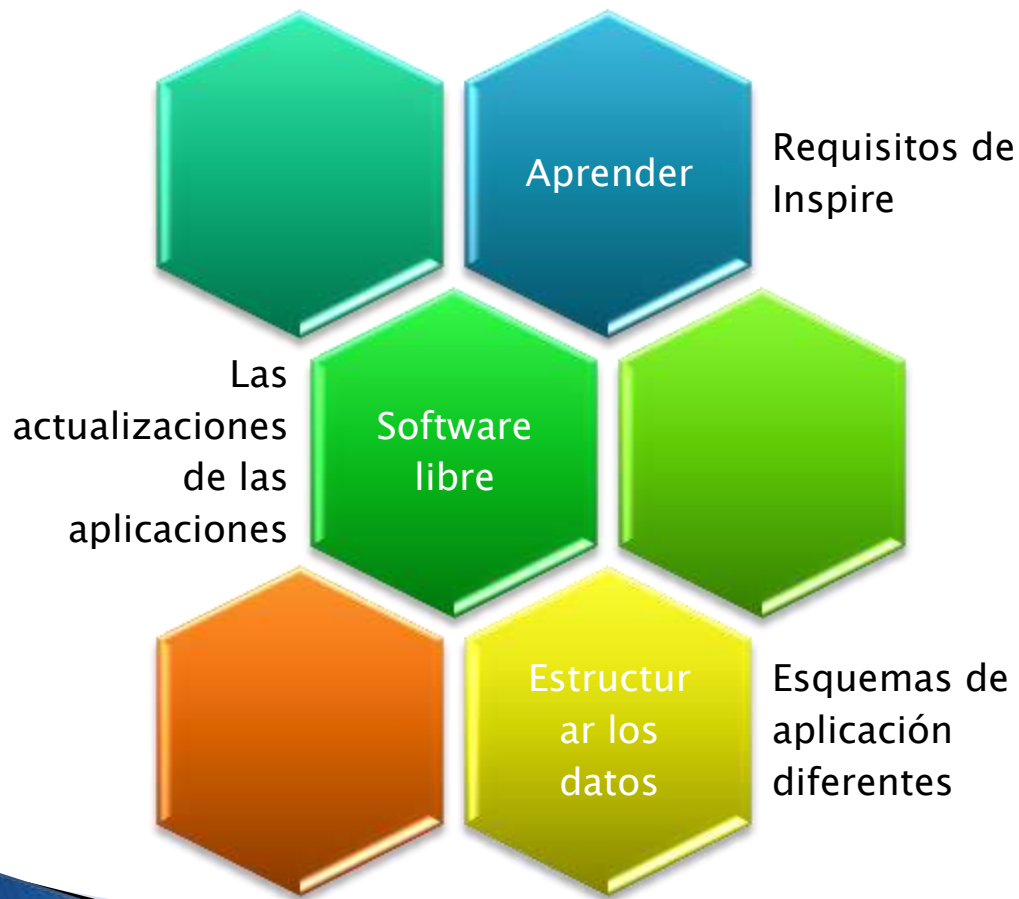 Aprender
Requisitos de
Inspire
Las
actualizaciones
de las
aplicaciones
Software
libre
Estructur
ar los
datos
Esquemas de
aplicación
diferentes